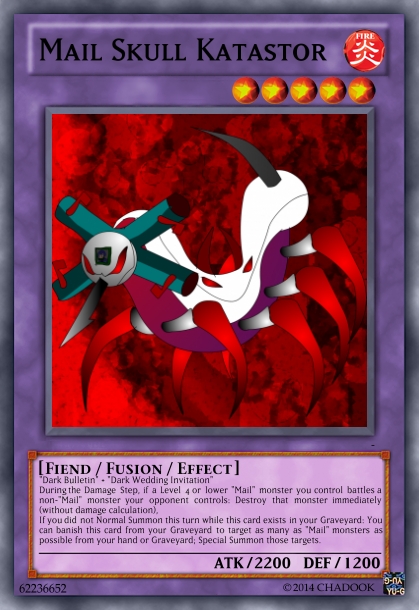 MAIL SKULL KATASTOR
FIRE
炎
[FIEND / FUSION / EFFECT]
"Dark Bulletin" + "Dark Wedding Invitation"
During the Damage Step, if a Level 4 or lower "Mail" monster you control battles a
non-"Mail" monster your opponent controls: Destroy that monster immediately
(without damage calculation),
If you did not Normal Summon this turn while this card exists in your Graveyard: You
can banish this card from your Graveyard to target as many as "Mail" monsters as
possible from your hand or Graveyard; Special Summon those targets.
ATK/2200 DEF/1200
62236652
©2014 CHADOOK
YU-G